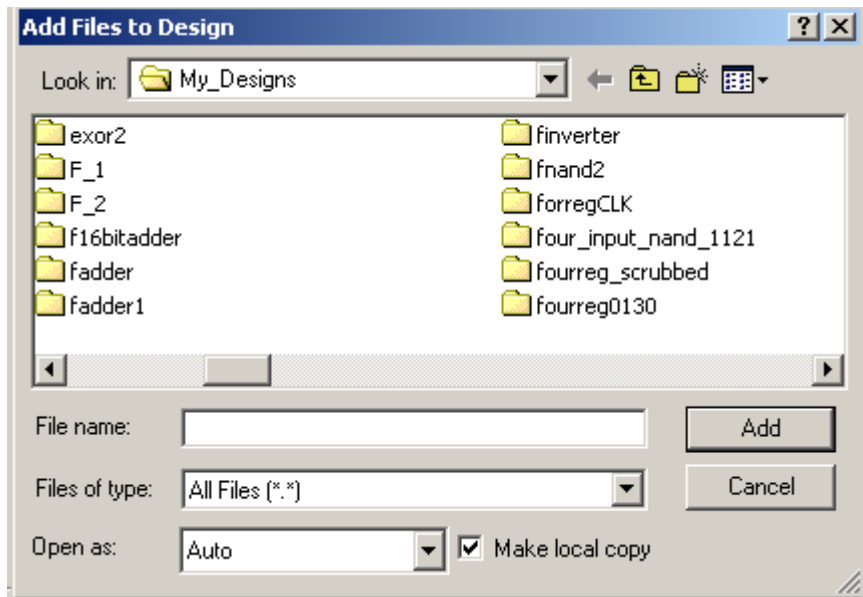 Add Files to Design
Look in: My_Designs
exor2
F_1
F_2
f16bitadder
fadder
fadder1
finverter
fnand2
forregCLK
four_input_nand_1121
fourreg_scrubbed
fourreg0130
File name:
Add
Files of type: All Files (*.*)
Cancel
Open as: Auto
Make local copy